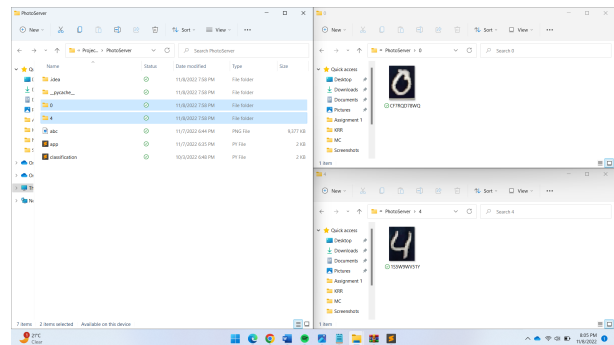 PhotoServer
New
Sort
View
Projec... > PhotoServer
Search PhotoServer
Name
Status
Date modified
Type
Size
.idea
11/8/2022 7:58 PM
File folder
__pycache__
11/8/2022 7:58 PM
File folder
0
11/8/2022 7:58 PM
File folder
4
11/8/2022 7:58 PM
File folder
abc
11/7/2022 6:44 PM
PNG File
9,377 KB
app
11/7/2022 6:35 PM
PY File
2 KB
classification
10/3/2022 6:48 PM
PY File
2 KB
7 items
2 items selected
Available on this device
0
New
Sort
View
PhotoServer > 0
Search 0
Quick access
Desktop
Downloads
Documents
Pictures
Assignment 1
KRR
MC
Screenshots
0
1 item
4
New
Sort
View
PhotoServer > 4
Search 4
Quick access
Desktop
Downloads
Documents
Pictures
Assignment 1
KRR
MC
Screenshots
4
1 item
21°C
Clear
8:05 PM
11/8/2022